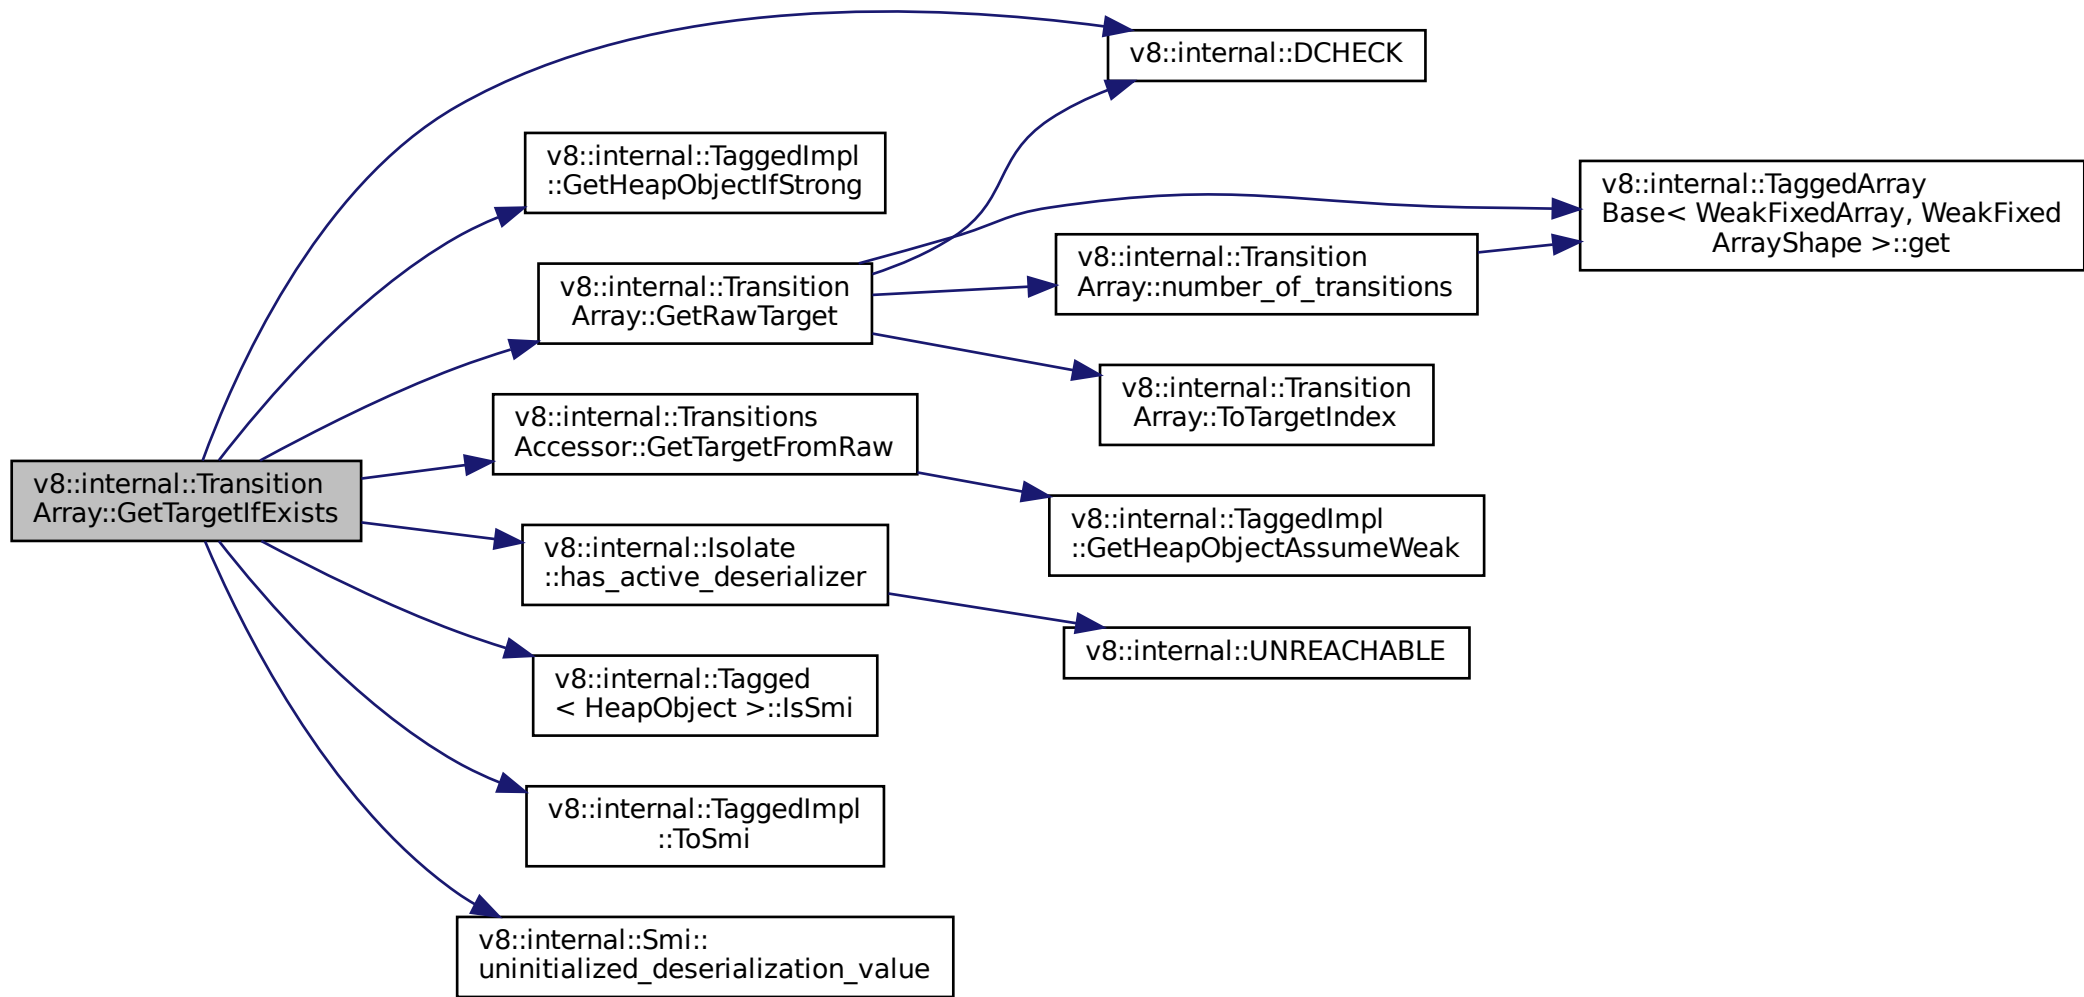 v8::internal::DCHECK
v8::internal::TaggedImpl
::GetHeapObjectIfStrong
v8::internal::TaggedArray
Base< WeakFixedArray, WeakFixed
ArrayShape >::get
v8::internal::Transition
Array::GetRawTarget
v8::internal::Transition
Array::number_of_transitions
v8::internal::Transition
Array::ToTargetIndex
v8::internal::Transitions
Accessor::GetTargetFromRaw
v8::internal::Transition
Array::GetTargetIfExists
v8::internal::TaggedImpl
::GetHeapObjectAssumeWeak
v8::internal::Isolate
::has_active_deserializer
v8::internal::UNREACHABLE
v8::internal::Tagged
< HeapObject >::IsSmi
v8::internal::TaggedImpl
::ToSmi
v8::internal::Smi::
uninitialized_deserialization_value